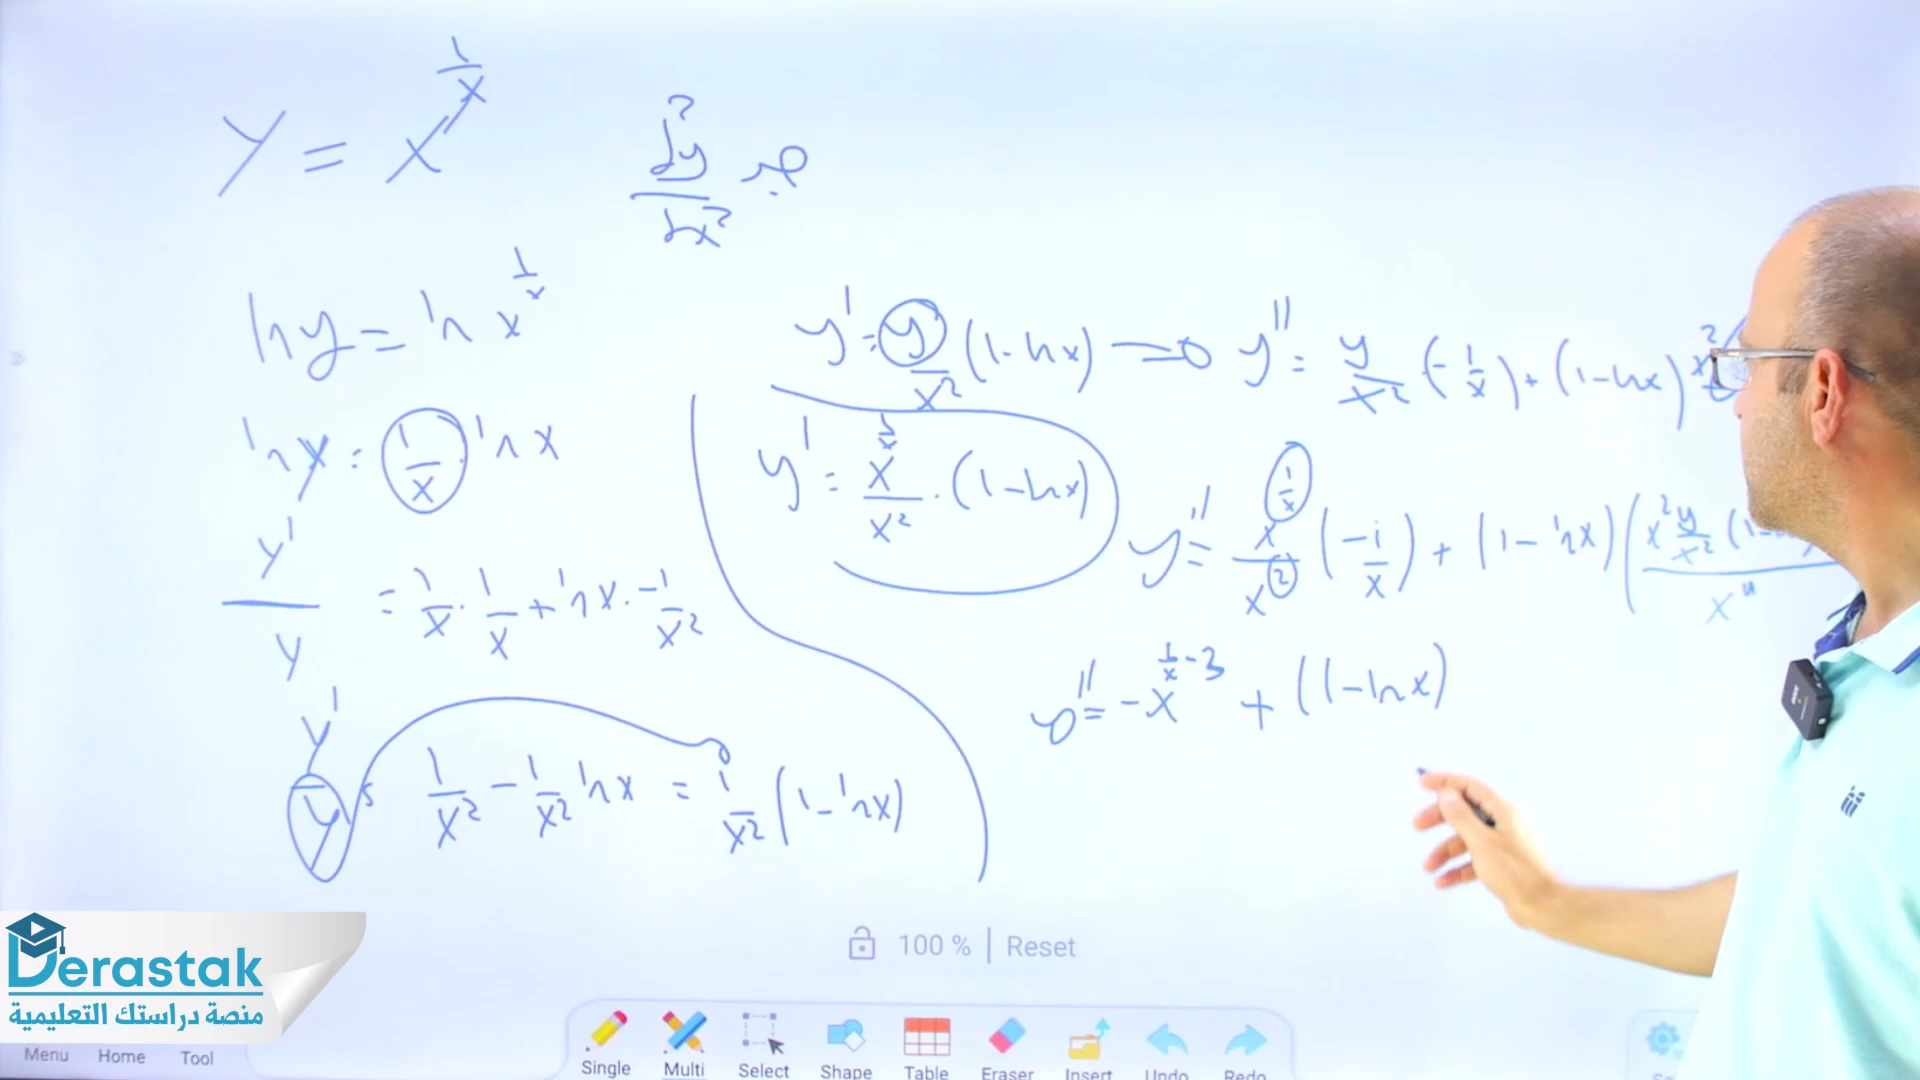 y = x^{1/x}
d²y/dx² جد
ln y = ln x^{1/x}
ln y = 1/x ln x
y'/y = 1/x · 1/x + ln x · -1/x²
y'/y = 1/x² - 1/x² ln x = 1/x² (1 - ln x)
y' = y/x² (1 - ln x) ⇒ y'' = y/x² (-1/x) + (1 - ln x)
y' = x^{1/x}/x² · (1 - ln x)
y'' = x^{1/x}/x² (-1/x) + (1 - ln x) (x² y/x² (1 -
x⁴
y'' = -x^{1/x - 3} + (1 - ln x)
100 % | Reset
Derastak
منصة دراستك التعليمية
Menu Home Tool
Single Multi Select Shape Table Eraser Insert Undo Redo